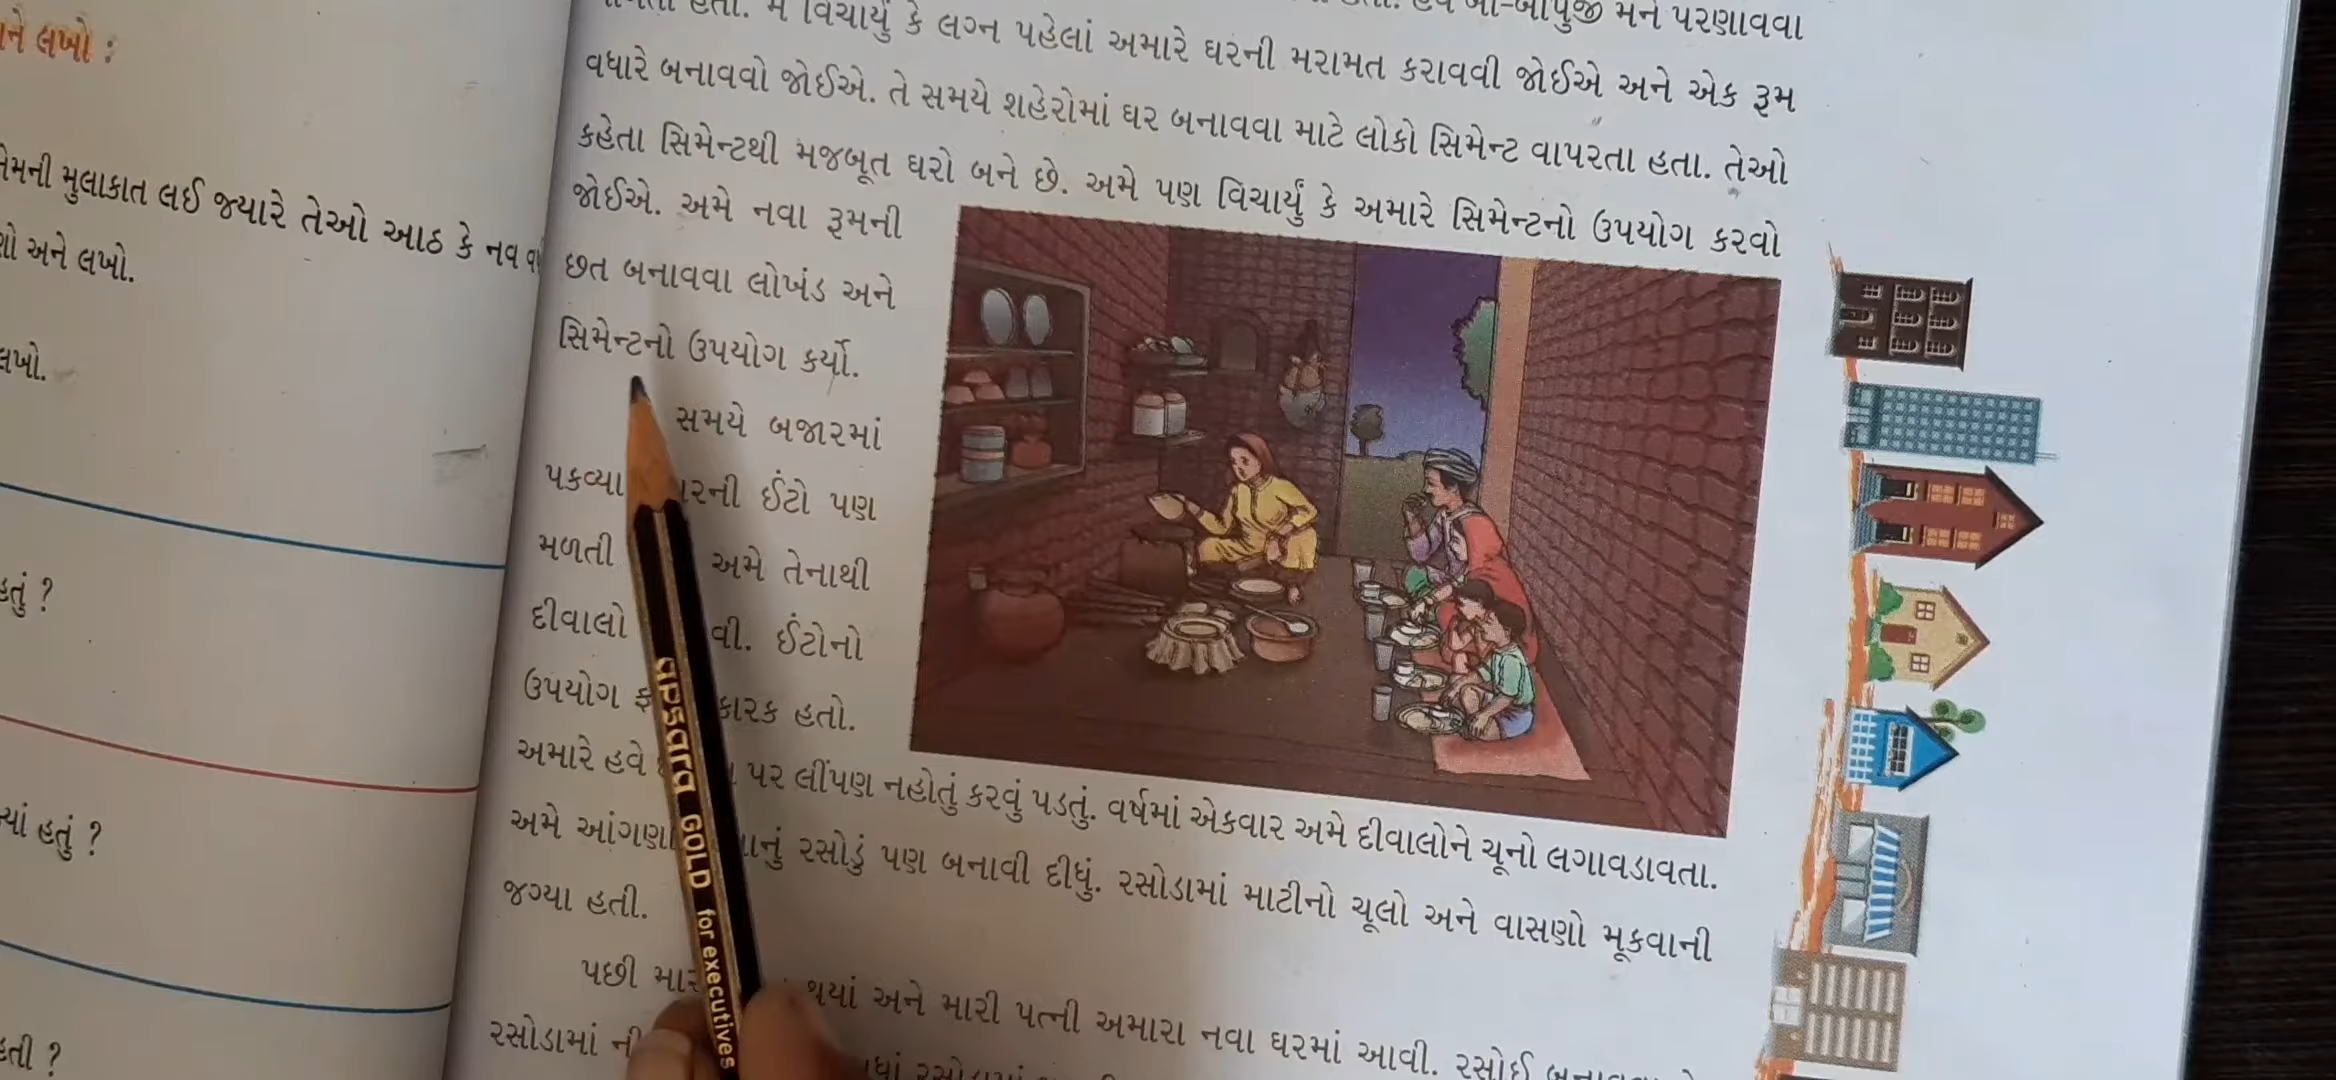 ને લખો :
તેમની મુલાકાત લઈ જ્યારે તેઓ આઠ કે નવ
અને લખો.
લખો.
હતું ?
ક્યાં હતું ?
હતી ?
મેં વિચાર્યું કે લગ્ન પહેલાં અમારે ઘરની મરામત કરાવવી જોઈએ અને એક રૂમ
મને પરણાવવા
વધારે બનાવવો જોઈએ. તે સમયે શહેરોમાં ઘર બનાવવા માટે લોકો સિમેન્ટ વાપરતા હતા. તેઓ
કહેતા સિમેન્ટથી મજબૂત ઘરો બને છે. અમે પણ વિચાર્યું કે અમારે સિમેન્ટનો ઉપયોગ કરવો
જોઈએ. અમે નવા રૂમની
છત બનાવવા લોખંડ અને
સિમેન્ટનો ઉપયોગ કર્યો.
સમયે બજારમાં
પકવ્યા ઈંટો પણ
મળતી અમે તેનાથી
દીવાલો વી. ઈંટોનો
ઉપયોગ કારક હતો.
અમારે હવે પર લીંપણ નહોતું કરવું પડતું. વર્ષમાં એકવાર અમે દીવાલોને ચૂનો લગાવડાવતા.
અમે રસોડું પણ બનાવી દીધું. રસોડામાં માટીનો ચૂલો અને વાસણો મૂકવાની
જગ્યા હતી.
પછી થયાં અને મારી પત્ની અમારા નવા ઘરમાં આવી. રસોઈ
રસોડામાં
apsara GOLD for executives